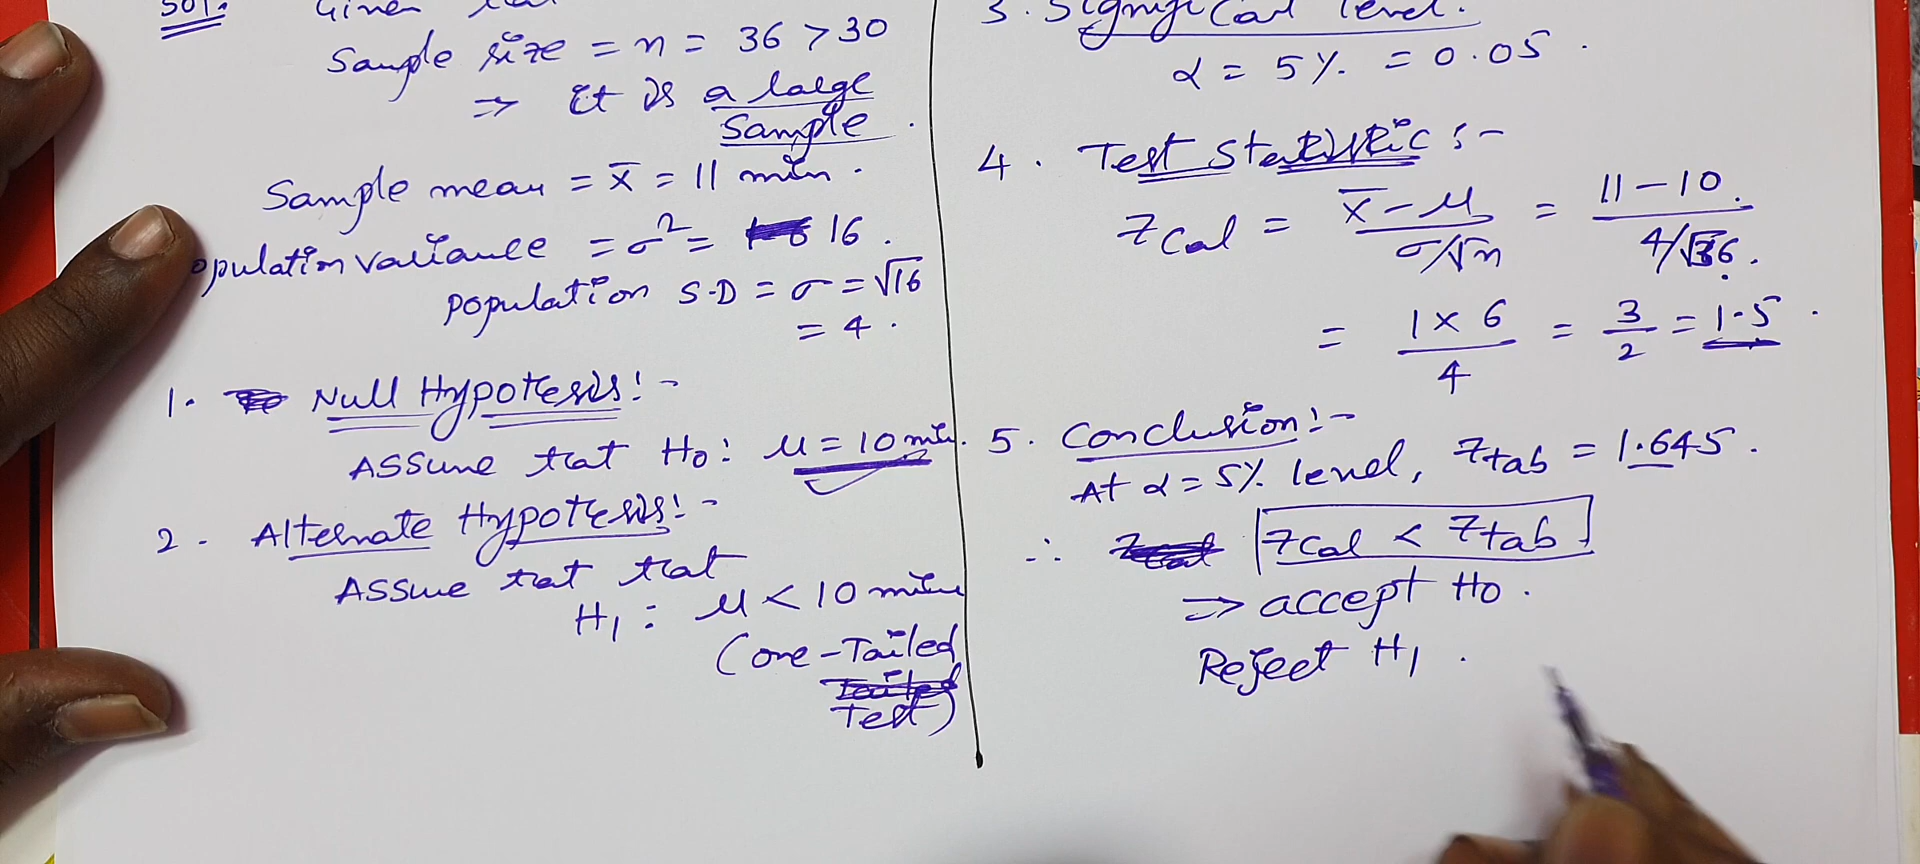 Sol:
Given that
Sample size = n = 36 > 30
⇒ It is a large
Sample.
Sample mean = x̄ = 11 min.
opulation variance = σ² = 16.
population S.D = σ = √16
= 4.
1. Null Hypothesis:-
Assume that H0: μ = 10 min.
2. Alternate Hypothesis:-
Assume that that
H1: μ < 10 min
(one-Tailed
Test)
3. Significant level:
α = 5% = 0.05.
4. Test Statistic:-
Zcal = x̄-μ / σ/√n = 11-10 / 4/√36.
= 1 x 6 / 4 = 3/2 = 1.5.
5. Conclusion:-
At α = 5% level, Ztab = 1.645.
∴ Zcal < Ztab
⇒ accept H0.
Reject H1.